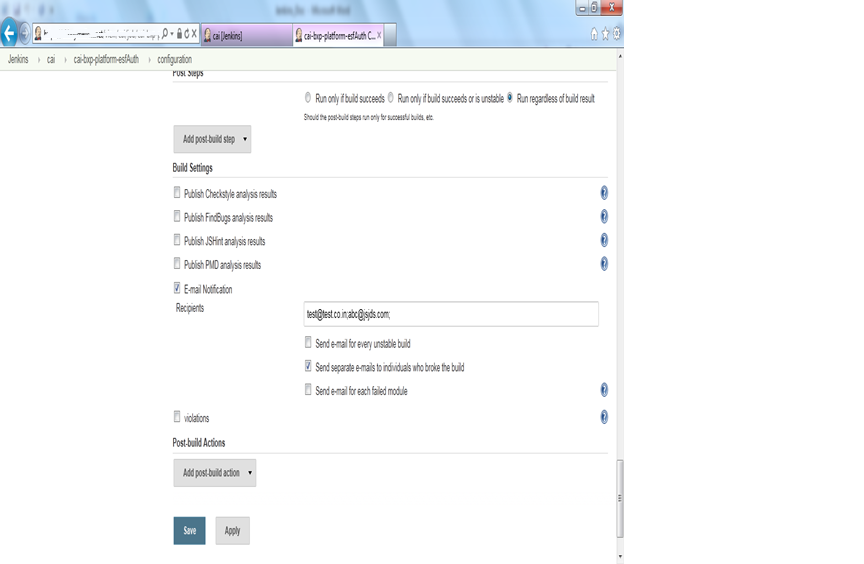 cai [Jenkins]
cai-bxp-platform-esfAuth C...
Jenkins › cai › cai-bxp-platform-esfAuth › configuration
Post Steps
Run only if build succeeds Run only if build succeeds or is unstable Run regardless of build result
Should the post-build steps run only for successful builds, etc.
Add post-build step
Build Settings
Publish Checkstyle analysis results
Publish FindBugs analysis results
Publish JSHint analysis results
Publish PMD analysis results
E-mail Notification
Recipients
test@test.co.in;abc@jsjds.com;
Send e-mail for every unstable build
Send separate e-mails to individuals who broke the build
Send e-mail for each failed module
violations
Post-build Actions
Add post-build action
Save Apply